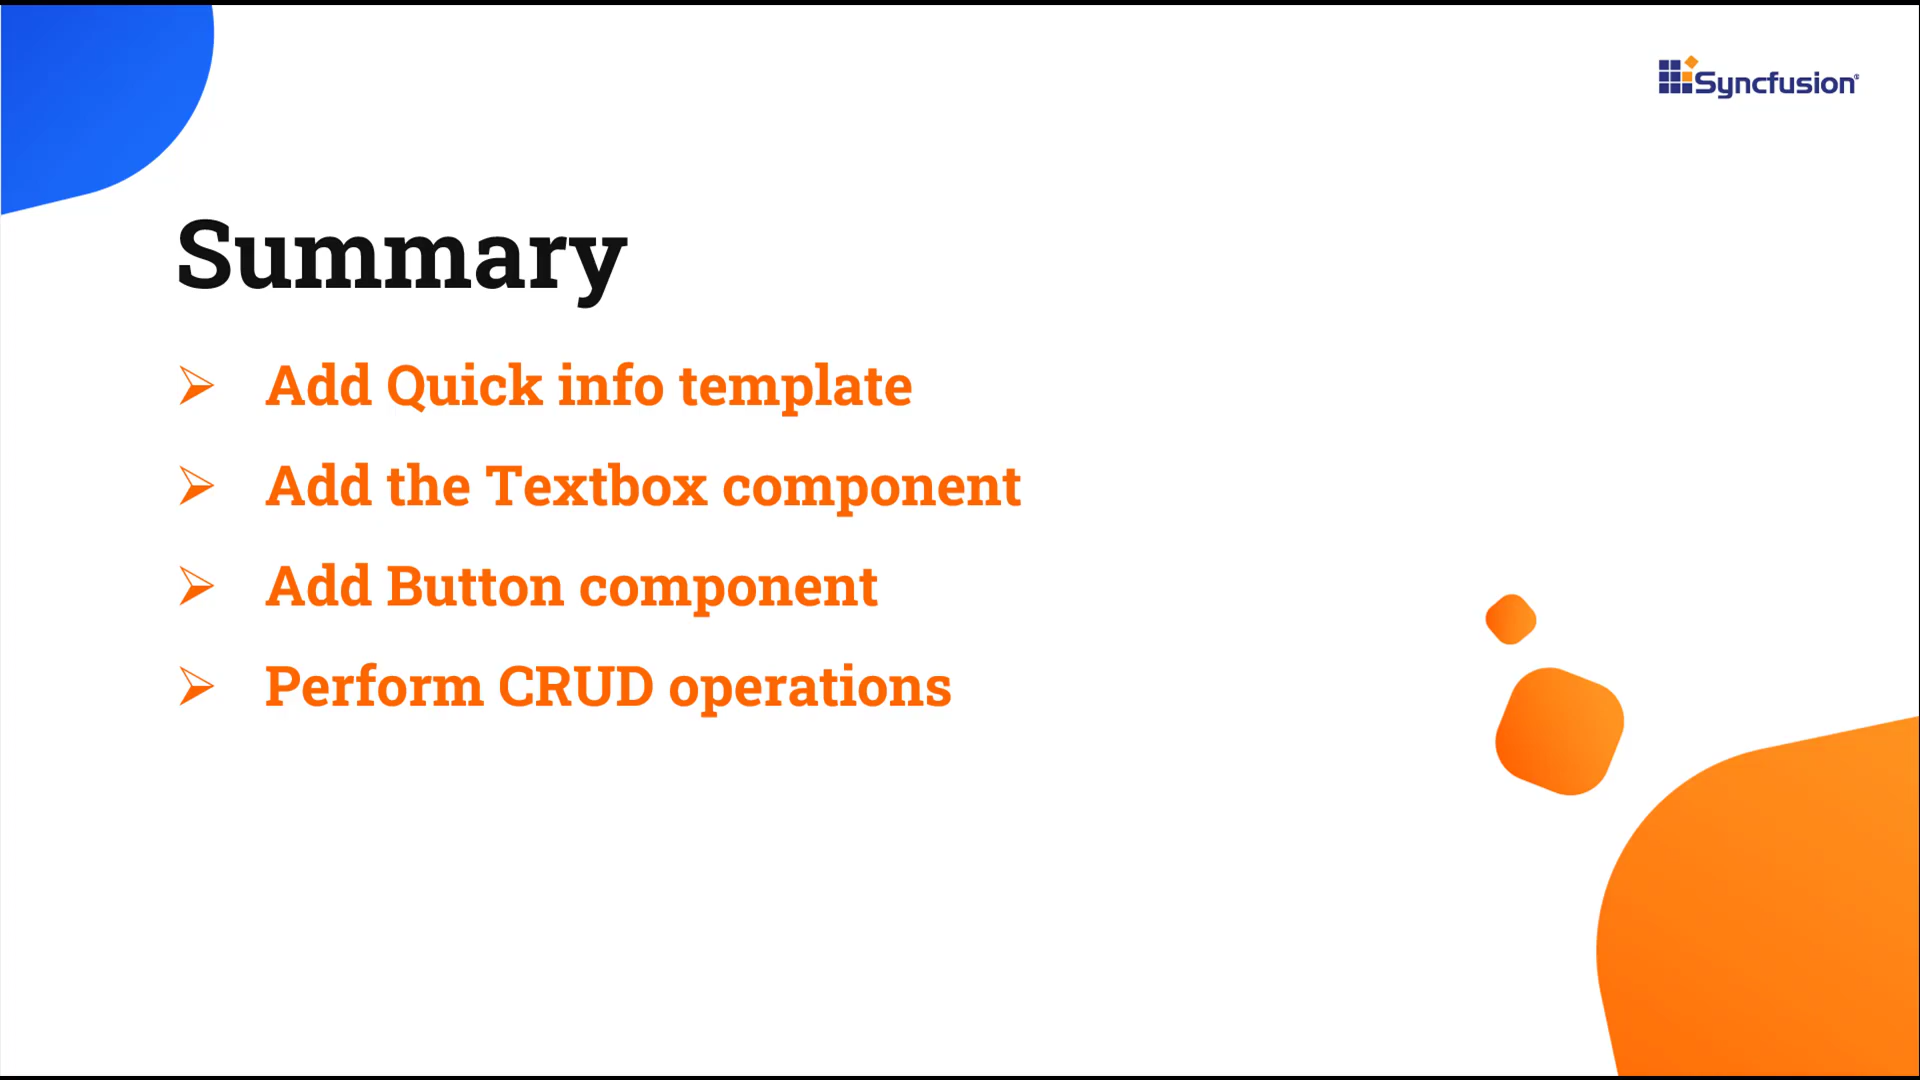 Syncfusion®
Summary
➢ Add Quick info template
➢ Add the Textbox component
➢ Add Button component
➢ Perform CRUD operations